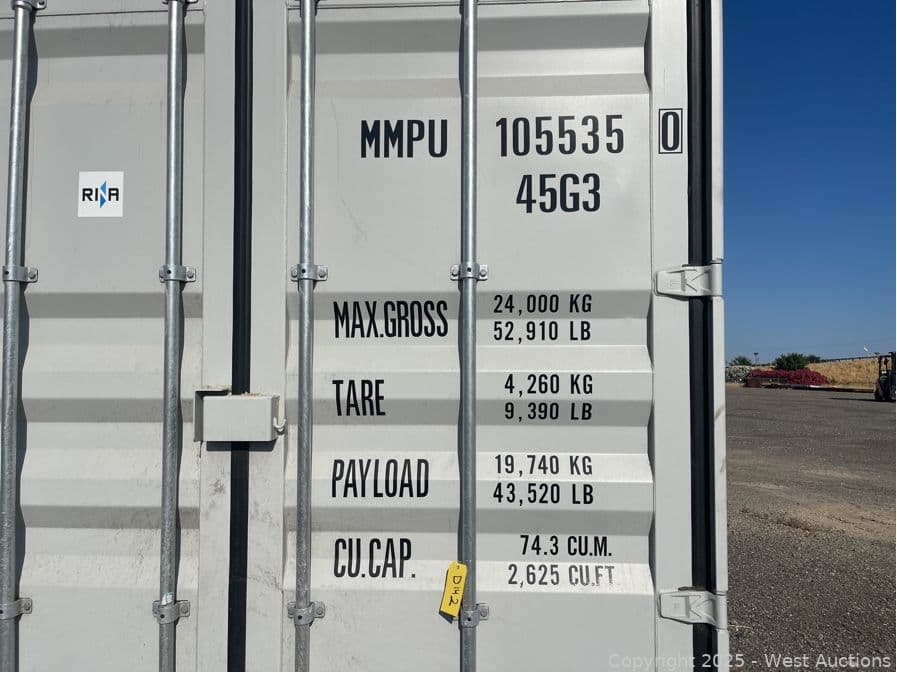 MMPU 105535 0
45G3
RINA
MAX.GROSS 24,000 KG
52,910 LB
TARE 4,260 KG
9,390 LB
PAYLOAD 19,740 KG
43,520 LB
CU.CAP. 74.3 CU.M.
2,625 CU.FT
DH2
Copyright 2025 - West Auctions